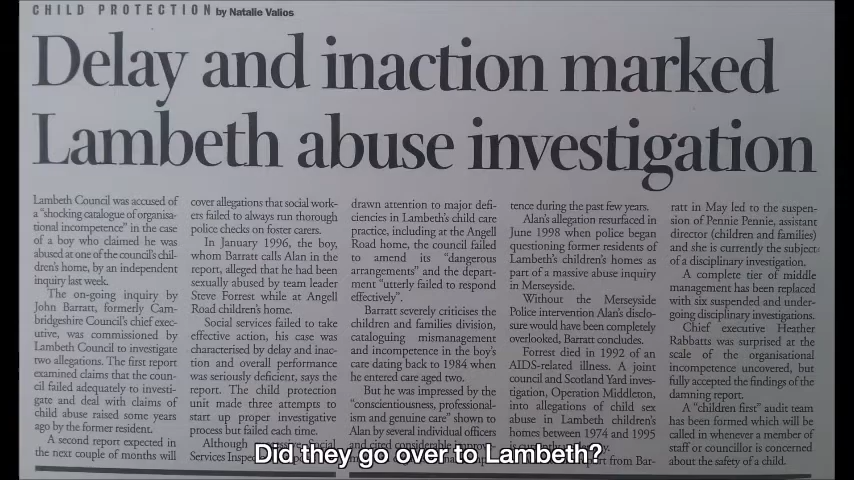 CHILD PROTECTION by Natalie Valios
Delay and inaction marked
Lambeth abuse investigation
Lambeth Council was accused of
a "shocking catalogue of organisa-
tional incompetence" in the case
of a boy who claimed he was
abused at one of the council's chil-
dren's home, by an independent
inquiry last week.
The on-going inquiry by
John Barratt, formerly Cam-
bridgeshire Council's chief exec-
utive, was commissioned by
Lambeth Council to investigate
two allegations. The first report
examined claims that the coun-
cil failed adequately to investi-
gate and deal with claims of
child abuse raised some years
ago by the former resident.
A second report expected in
the next couple of months will
cover allegations that social work-
ers failed to always run thorough
police checks on foster carers.
In January 1996, the boy,
whom Barratt calls Alan in the
report, alleged that he had been
sexually abused by team leader
Steve Forrest while at Angell
Road children's home.
Social services failed to take
effective action, his case was
characterised by delay and inac-
tion and overall performance
was seriously deficient, says the
report. The child protection
unit made three attempts to
start up proper investigative
process but failed each time.
Although Social
Services
drawn attention to major defi-
ciencies in Lambeth's child care
practice, including at the Angell
Road home, the council failed
to amend its "dangerous
arrangements" and the depart-
ment "utterly failed to respond
effectively".
Barratt severely criticises the
children and families division,
cataloguing mismanagement
and incompetence in the boy's
care dating back to 1984 when
he entered care aged two.
But he was impressed by the
"conscientiousness, professional-
ism and genuine care" shown to
Alan by several individual officers
and cited considerable
tence during the past few years.
Alan's allegation resurfaced in
June 1998 when police began
questioning former residents of
Lambeth's children's homes as
part of a massive abuse inquiry
in Merseyside.
Without the Merseyside
Police intervention Alan's disclo-
sure would have been completely
overlooked, Barratt concludes.
Forrest died in 1992 of an
AIDS-related illness. A joint
council and Scotland Yard inves-
tigation, Operation Middleton,
into allegations of child sex
abuse in Lambeth children's
homes between 1974 and 1995
from Bar-
ratt in May led to the suspen-
sion of Pennie Pennie, assistant
director (children and families)
and she is currently the subject
of a disciplinary investigation.
A complete tier of middle
management has been replaced
with six suspended and under-
going disciplinary investigations.
Chief executive Heather
Rabbatts was surprised at the
scale of the organisational
incompetence uncovered, but
fully accepted the findings of the
damning report.
A "children first" audit team
has been formed which will be
called in whenever a member of
staff or councillor is concerned
about the safety of a child.
Did they go over to Lambeth?